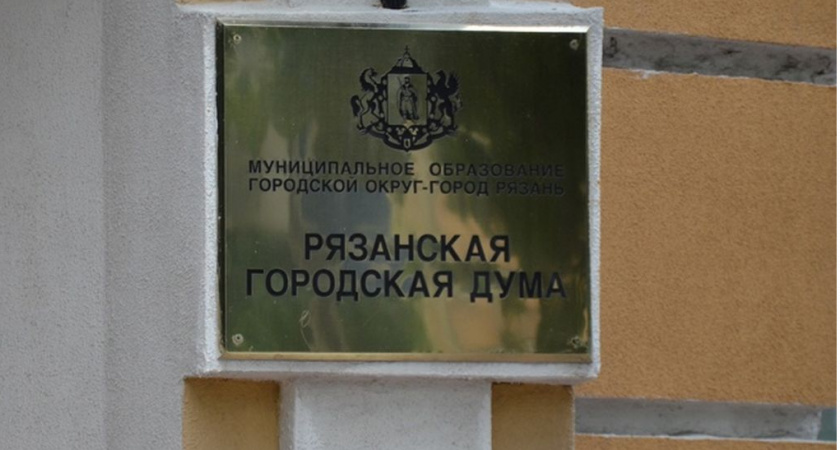 МУНИЦИПАЛЬНОЕ ОБРАЗОВАНИЕ
ГОРОДСКОЙ ОКРУГ-ГОРОД РЯЗАНЬ
РЯЗАНСКАЯ
ГОРОДСКАЯ ДУМА